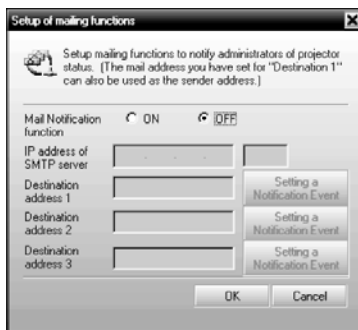 Setup of mailing functions
Setup mailing functions to notify administrators of projector
status. (The mail address you have set for "Destination 1"
can also be used as the sender address.)
Mail Notification function ON OFF
IP address of SMTP server
Destination address 1 Setting a Notification Event
Destination address 2 Setting a Notification Event
Destination address 3 Setting a Notification Event
OK Cancel